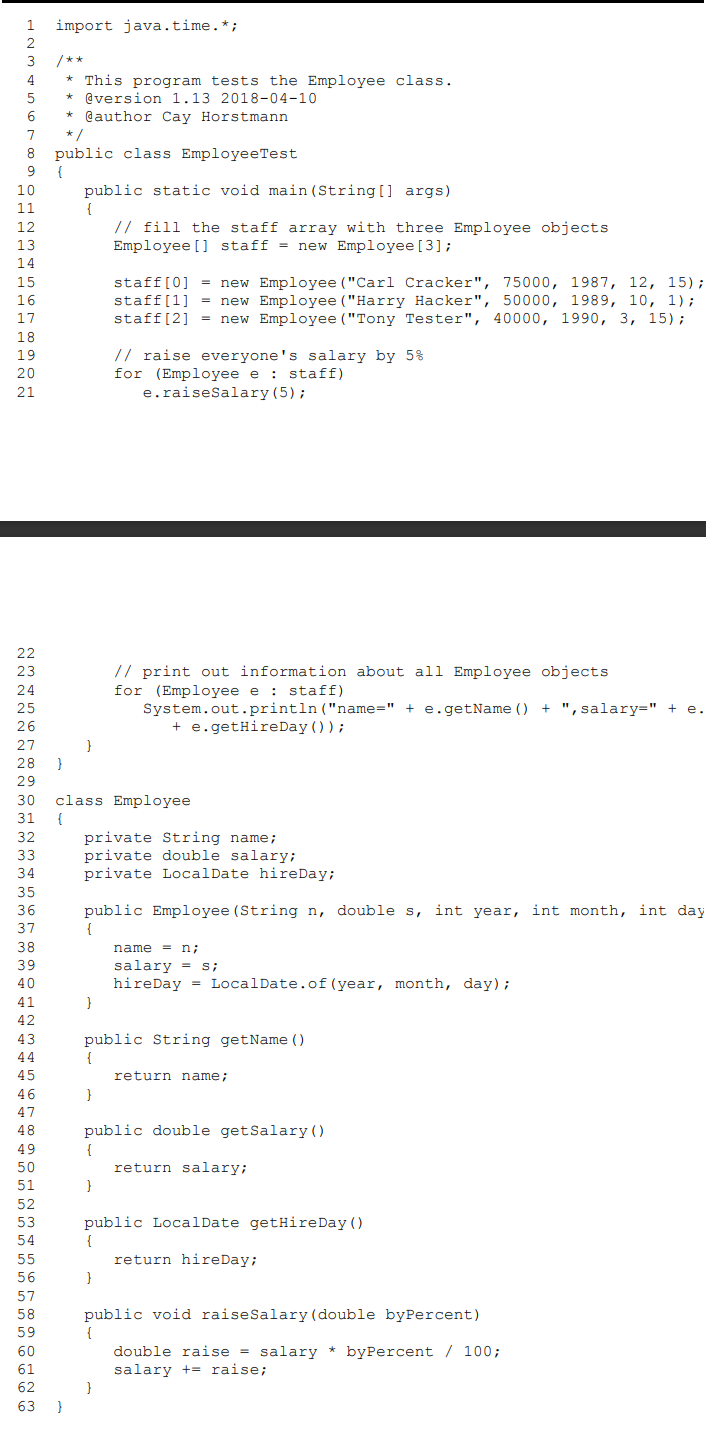 1 import java.time.*;
2
3 /**
4  * This program tests the Employee class.
5  * @version 1.13 2018-04-10
6  * @author Cay Horstmann
7  */
8 public class EmployeeTest
9 {
10    public static void main(String[] args)
11    {
12       // fill the staff array with three Employee objects
13       Employee[] staff = new Employee[3];
14
15       staff[0] = new Employee("Carl Cracker", 75000, 1987, 12, 15);
16       staff[1] = new Employee("Harry Hacker", 50000, 1989, 10, 1);
17       staff[2] = new Employee("Tony Tester", 40000, 1990, 3, 15);
18
19       // raise everyone's salary by 5%
20       for (Employee e : staff)
21          e.raiseSalary(5);
22
23       // print out information about all Employee objects
24       for (Employee e : staff)
25          System.out.println("name=" + e.getName() + ",salary=" + e.
26             + e.getHireDay());
27    }
28 }
29
30 class Employee
31 {
32    private String name;
33    private double salary;
34    private LocalDate hireDay;
35
36    public Employee(String n, double s, int year, int month, int day
37    {
38       name = n;
39       salary = s;
40       hireDay = LocalDate.of(year, month, day);
41    }
42
43    public String getName()
44    {
45       return name;
46    }
47
48    public double getSalary()
49    {
50       return salary;
51    }
52
53    public LocalDate getHireDay()
54    {
55       return hireDay;
56    }
57
58    public void raiseSalary(double byPercent)
59    {
60       double raise = salary * byPercent / 100;
61       salary += raise;
62    }
63 }